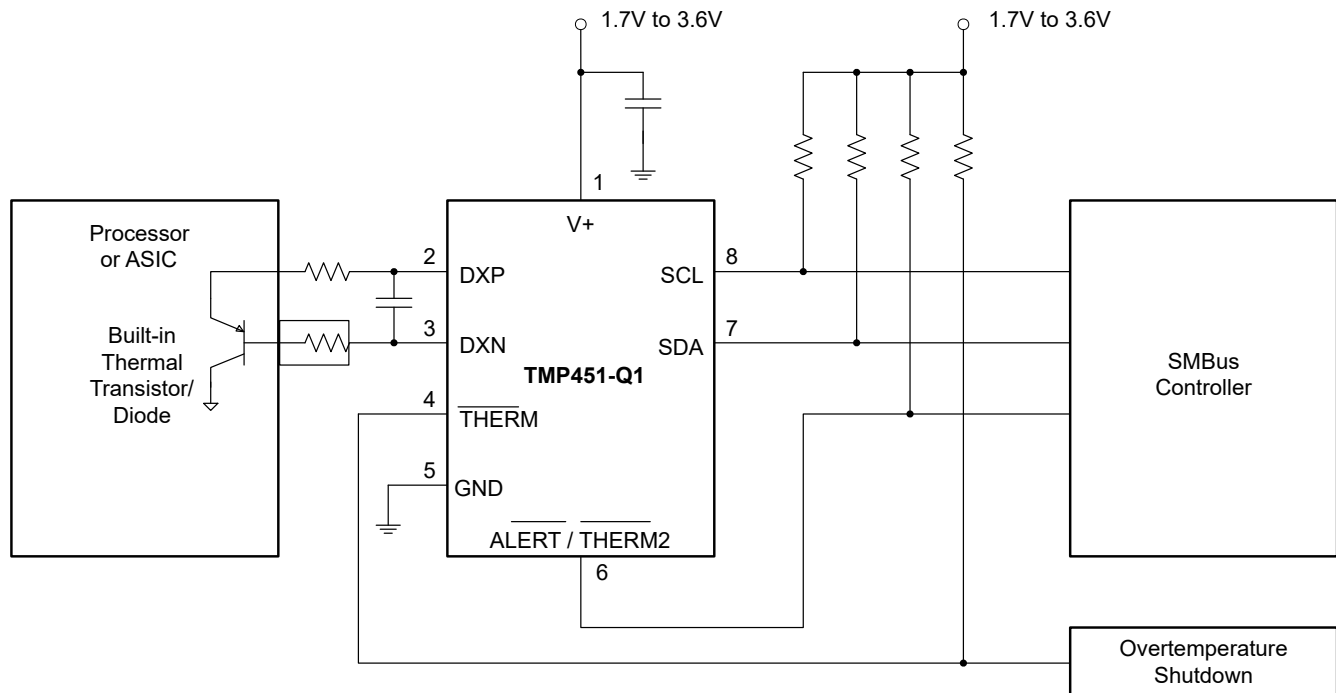 1.7V to 3.6V
1.7V to 3.6V
1
V+
Processor
or ASIC
Built-in
Thermal
Transistor/
Diode
2
DXP
3
DXN
TMP451-Q1
4
THERM
5
GND
ALERT / THERM2
6
8
SCL
7
SDA
SMBus
Controller
Overtemperature
Shutdown